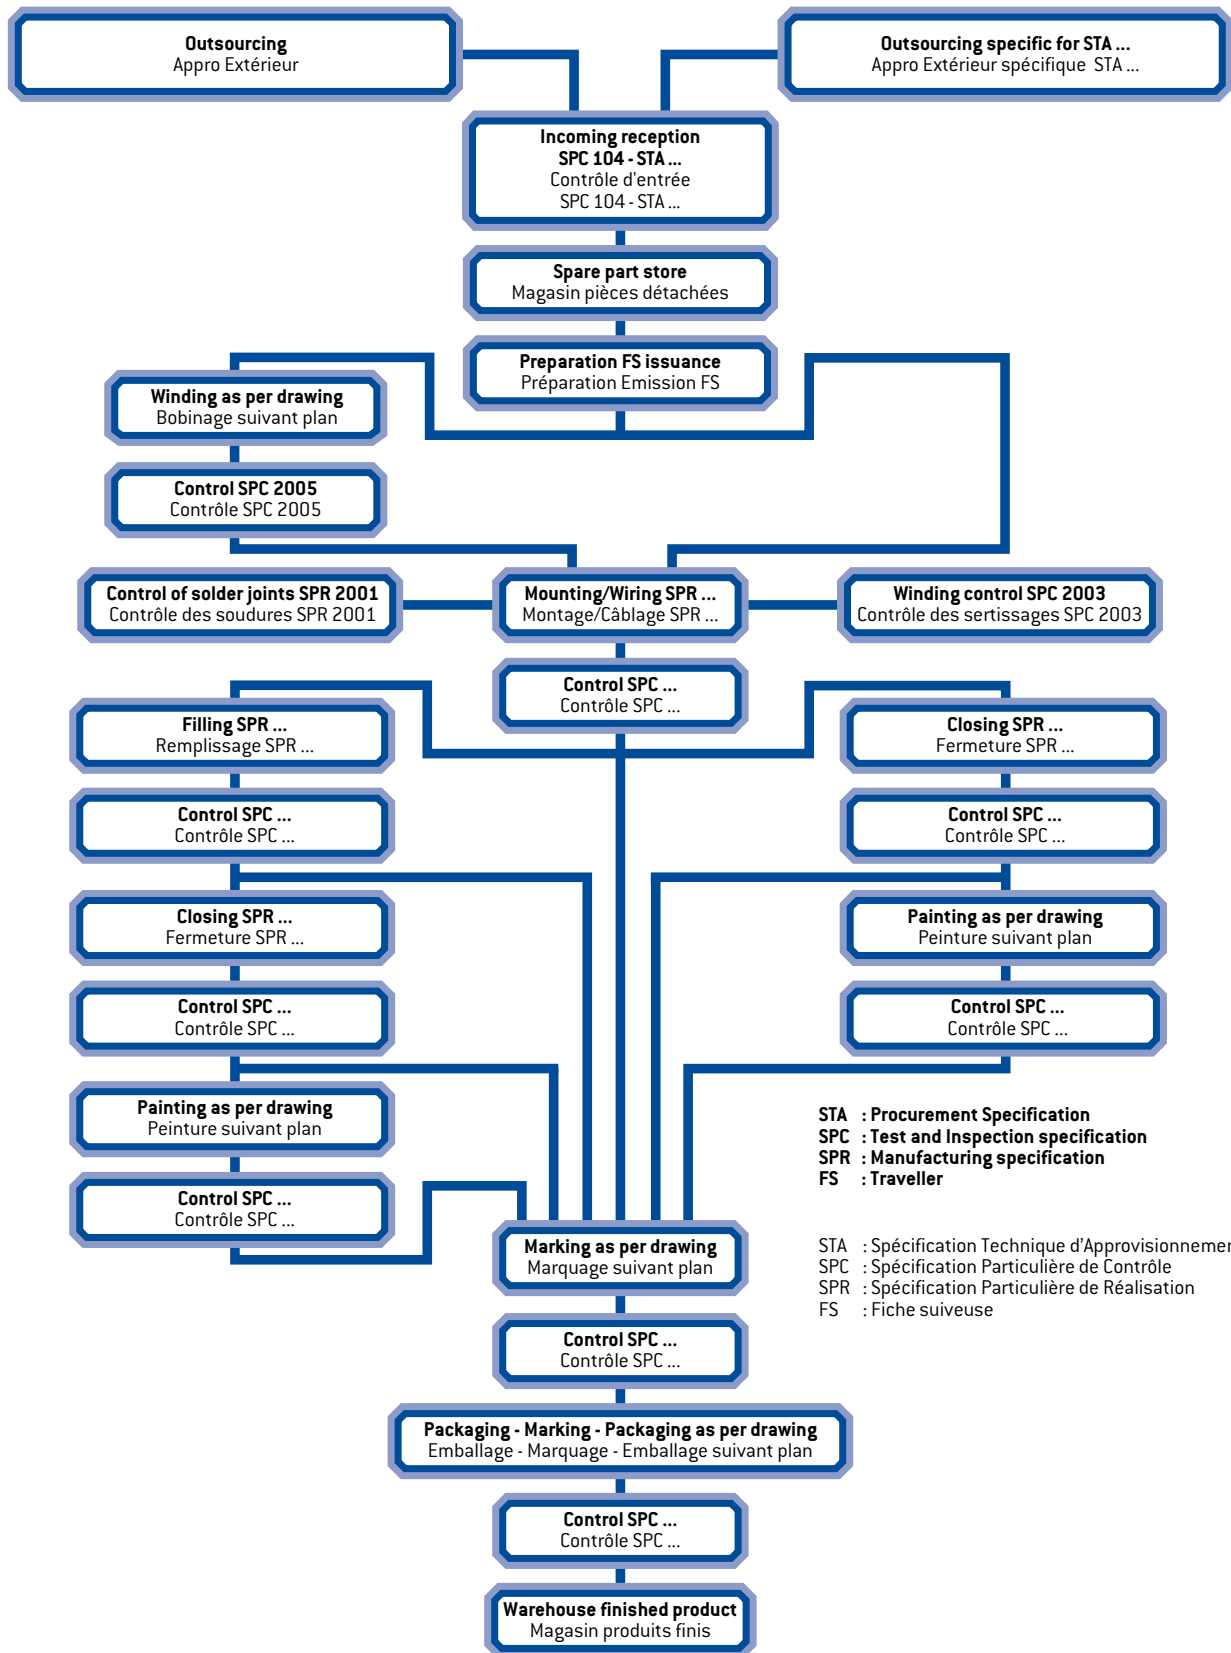 Outsourcing
Appro Extérieur
Outsourcing specific for STA ...
Appro Extérieur spécifique STA ...
Incoming reception
SPC 104 - STA ...
Contrôle d'entrée
SPC 104 - STA ...
Spare part store
Magasin pièces détachées
Preparation FS issuance
Préparation Emission FS
Winding as per drawing
Bobinage suivant plan
Control SPC 2005
Contrôle SPC 2005
Control of solder joints SPR 2001
Contrôle des soudures SPR 2001
Mounting/Wiring SPR ...
Montage/Câblage SPR ...
Winding control SPC 2003
Contrôle des sertissages SPC 2003
Control SPC ...
Contrôle SPC ...
Filling SPR ...
Remplissage SPR ...
Closing SPR ...
Fermeture SPR ...
Control SPC ...
Contrôle SPC ...
Control SPC ...
Contrôle SPC ...
Closing SPR ...
Fermeture SPR ...
Painting as per drawing
Peinture suivant plan
Control SPC ...
Contrôle SPC ...
Control SPC ...
Contrôle SPC ...
Painting as per drawing
Peinture suivant plan
Control SPC ...
Contrôle SPC ...
STA : Procurement Specification
SPC : Test and Inspection specification
SPR : Manufacturing specification
FS : Traveller
STA : Spécification Technique d'Approvisionnemen
SPC : Spécification Particulière de Contrôle
SPR : Spécification Particulière de Réalisation
FS : Fiche suiveuse
Marking as per drawing
Marquage suivant plan
Control SPC ...
Contrôle SPC ...
Packaging - Marking - Packaging as per drawing
Emballage - Marquage - Emballage suivant plan
Control SPC ...
Contrôle SPC ...
Warehouse finished product
Magasin produits finis